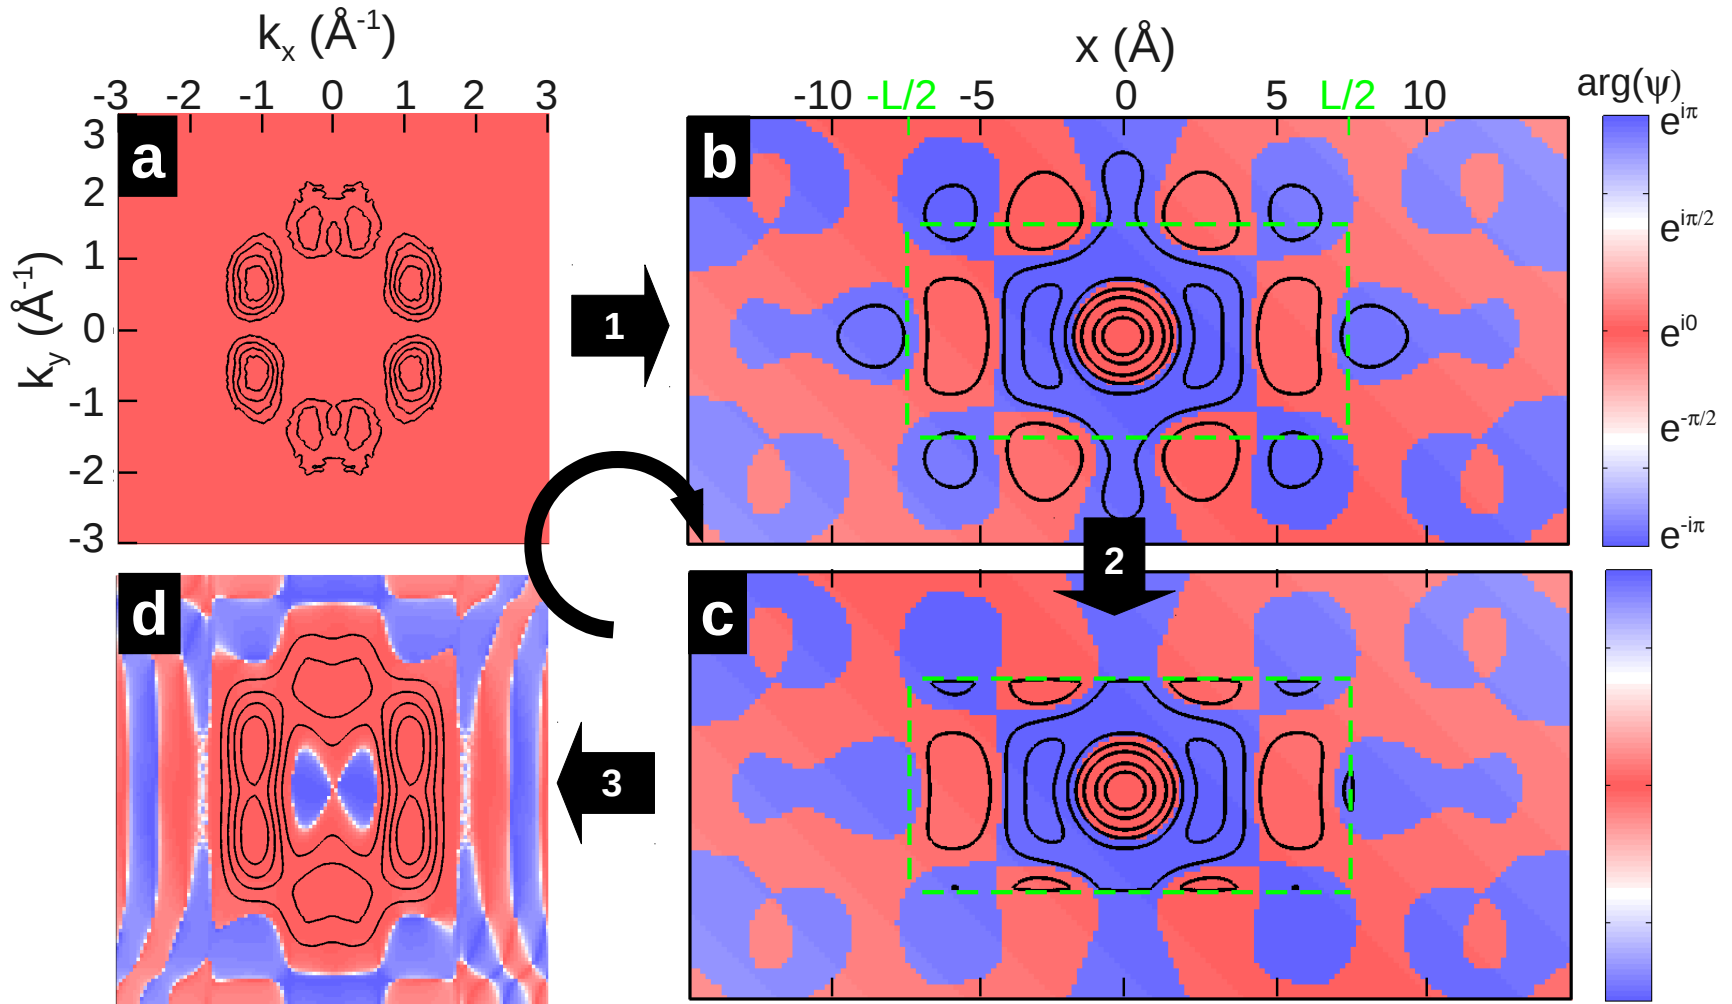 kx (Å-1)
-3 -2 -1 0 1 2 3
a
3
2
1
0
-1
-2
-3
ky (Å-1)
1
x (Å)
-10 -L/2 -5 0 5 L/2 10
b
arg(ψ)
eiπ
eiπ/2
ei0
e-π/2
e-iπ
2
c
d
3